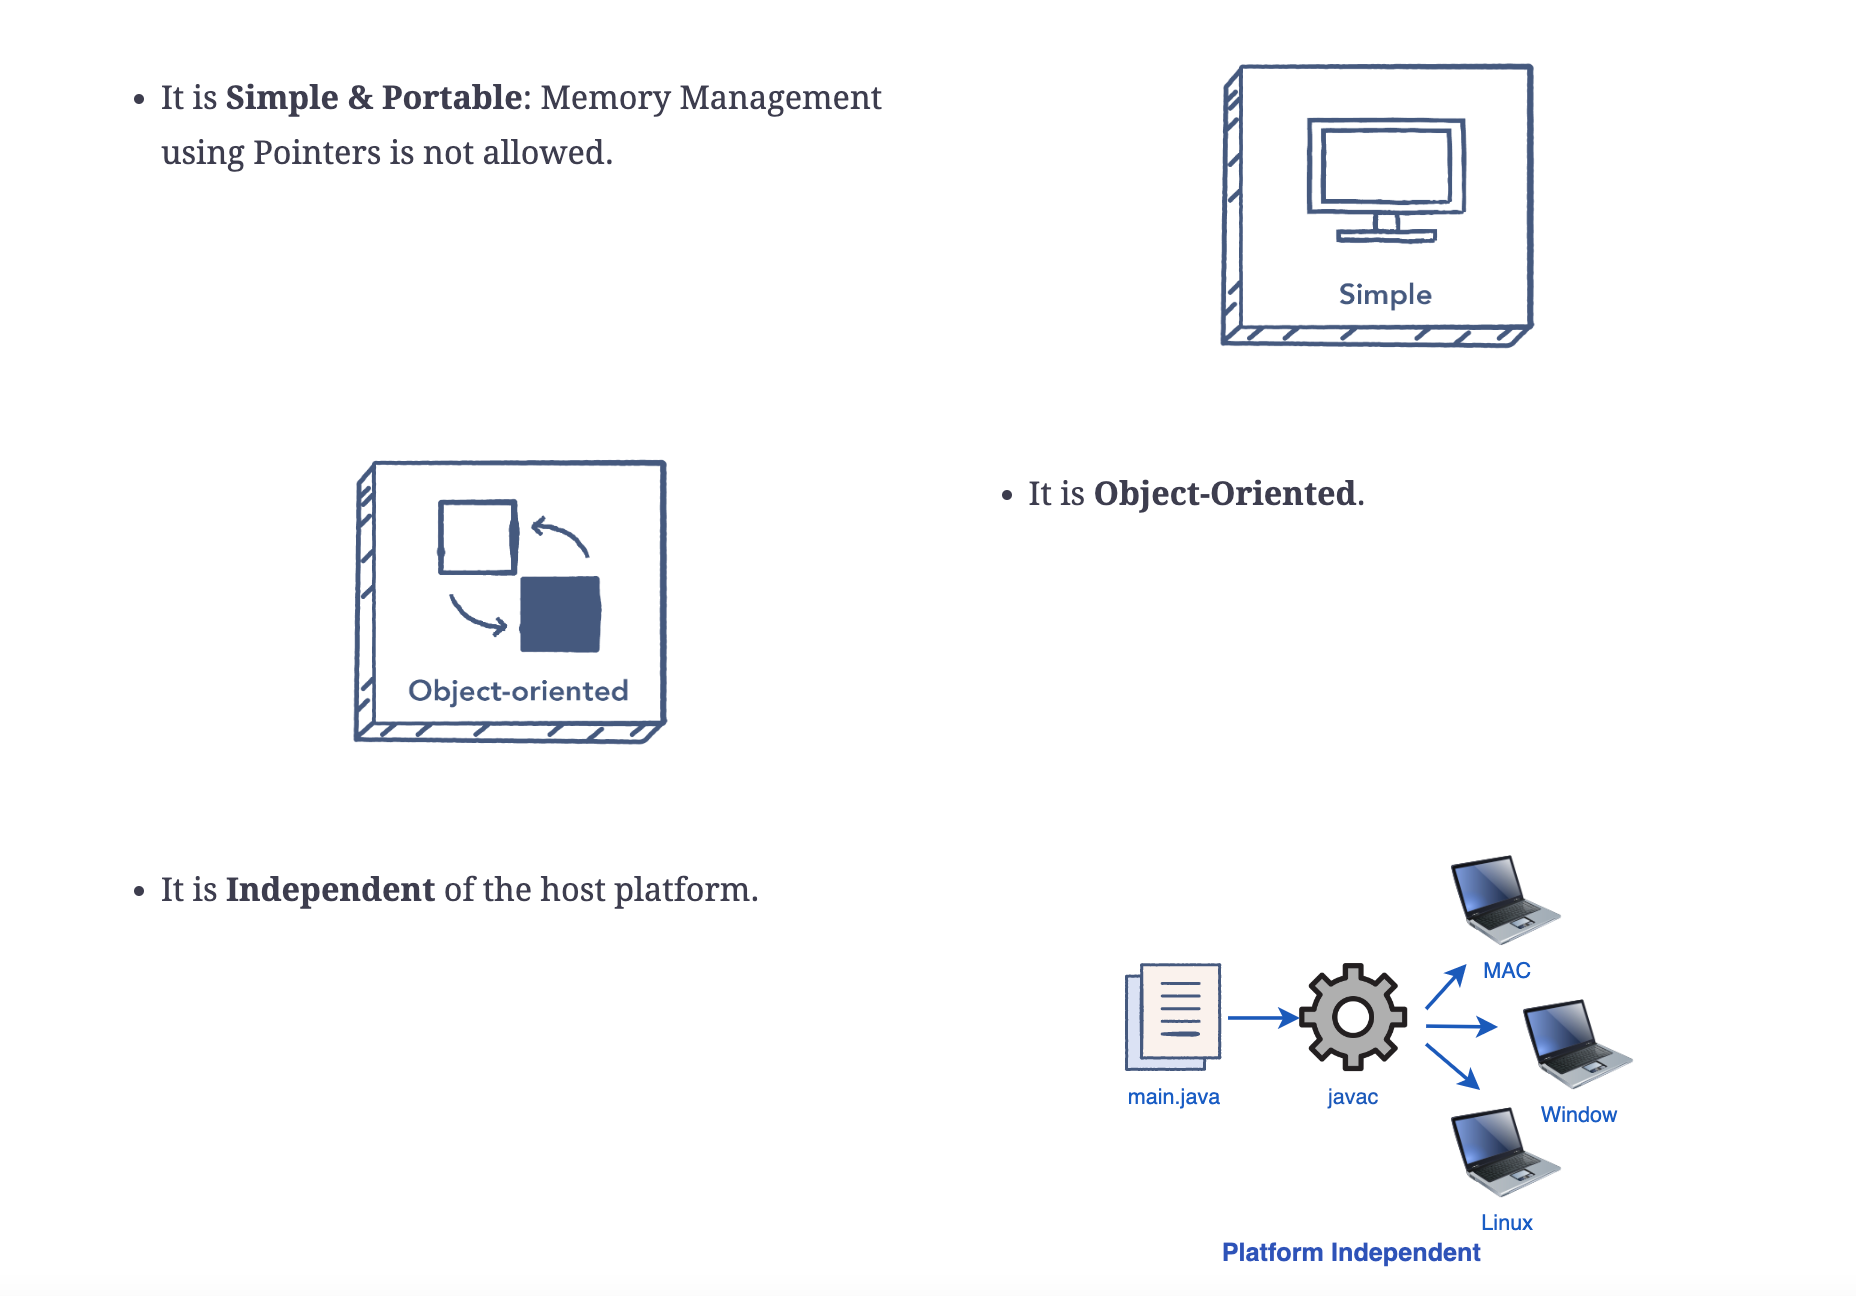 It is Simple & Portable: Memory Management
using Pointers is not allowed.
Simple
Object-oriented
It is Object-Oriented.
It is Independent of the host platform.
MAC
main.java
javac
Window
Linux
Platform Independent